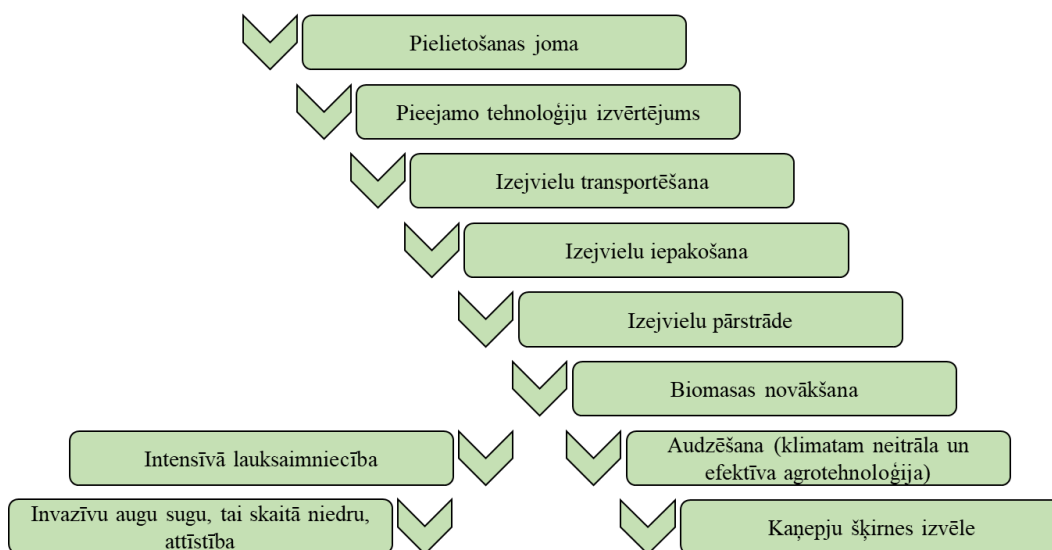 Pielietošanas joma
Pieejamo tehnoloģiju izvērtējums
Izejvielu transportēšana
Izejvielu iepakošana
Izejvielu pārstrāde
Biomasas novākšana
Intensīvā lauksaimniecība
Audzēšana (klimatam neitrāla un
efektīva agrotehnoloģija)
Invazīvu augu sugu, tai skaitā niedru,
attīstība
Kaņepju šķirnes izvēle